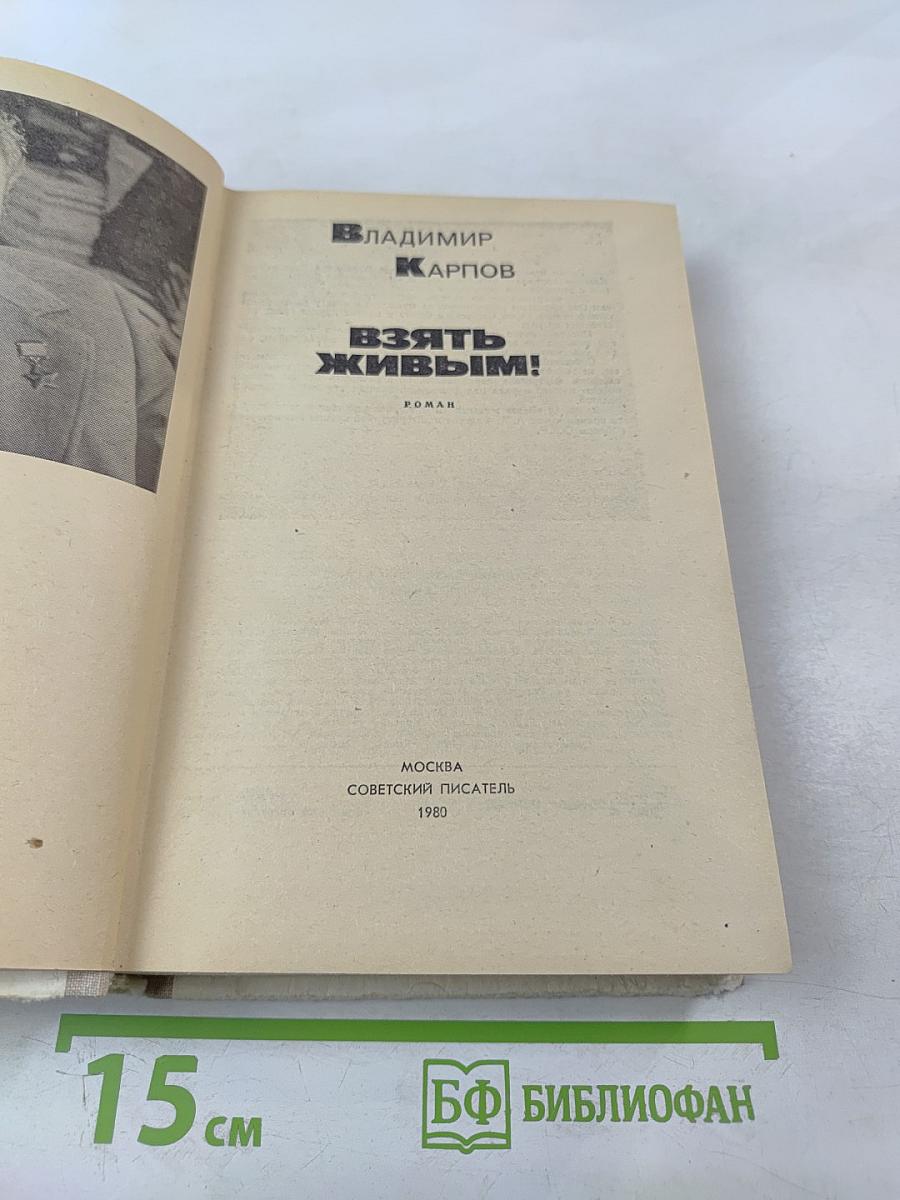 Владимир
Карпов
ВЗЯТЬ
ЖИВЫМ!
РОМАН
МОСКВА
СОВЕТСКИЙ ПИСАТЕЛЬ
1980
15 см
БФ БИБЛИОФАН